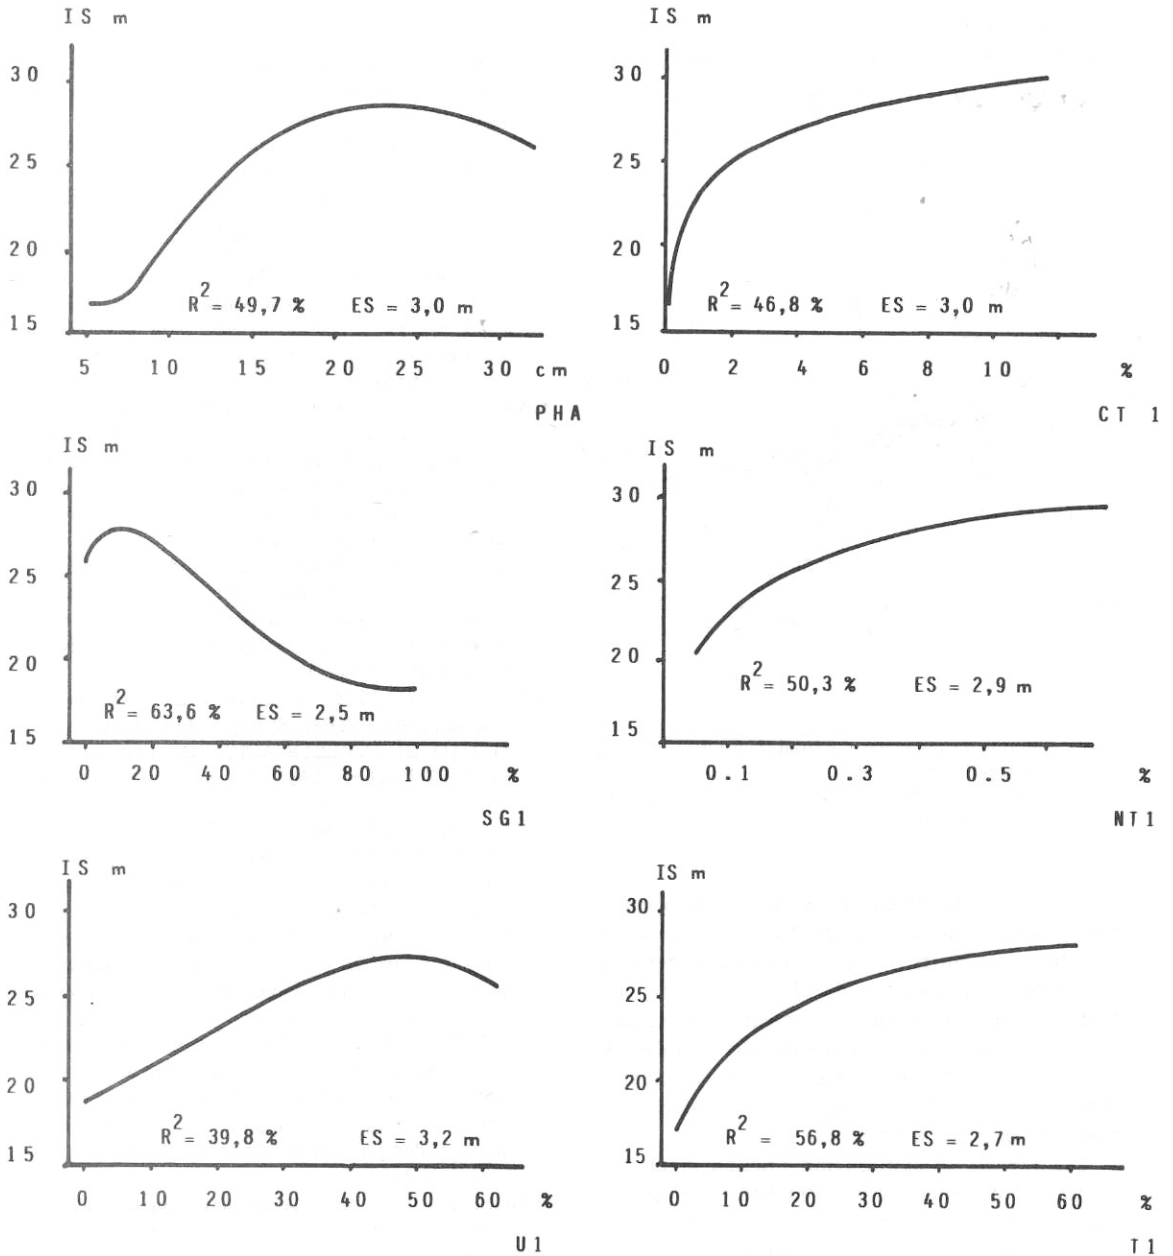 IS m
30
25
20
15
R2= 49,7 % ES = 3,0 m
5 10 15 20 25 30 cm
PHA
IS m
30
25
20
15
R2= 46,8 % ES = 3,0 m
0 2 4 6 8 10 %
CT 1
IS m
30
25
20
15
R2= 63,6 % ES = 2,5 m
0 20 40 60 80 100 %
SG1
IS m
30
25
20
15
R2= 50,3 % ES = 2,9 m
0.1 0.3 0.5 %
NT1
IS m
30
25
20
15
R2= 39,8 % ES = 3,2 m
0 10 20 30 40 50 60 %
U1
IS m
30
25
20
15
R2 = 56,8 % ES = 2,7 m
0 10 20 30 40 50 60 %
T1